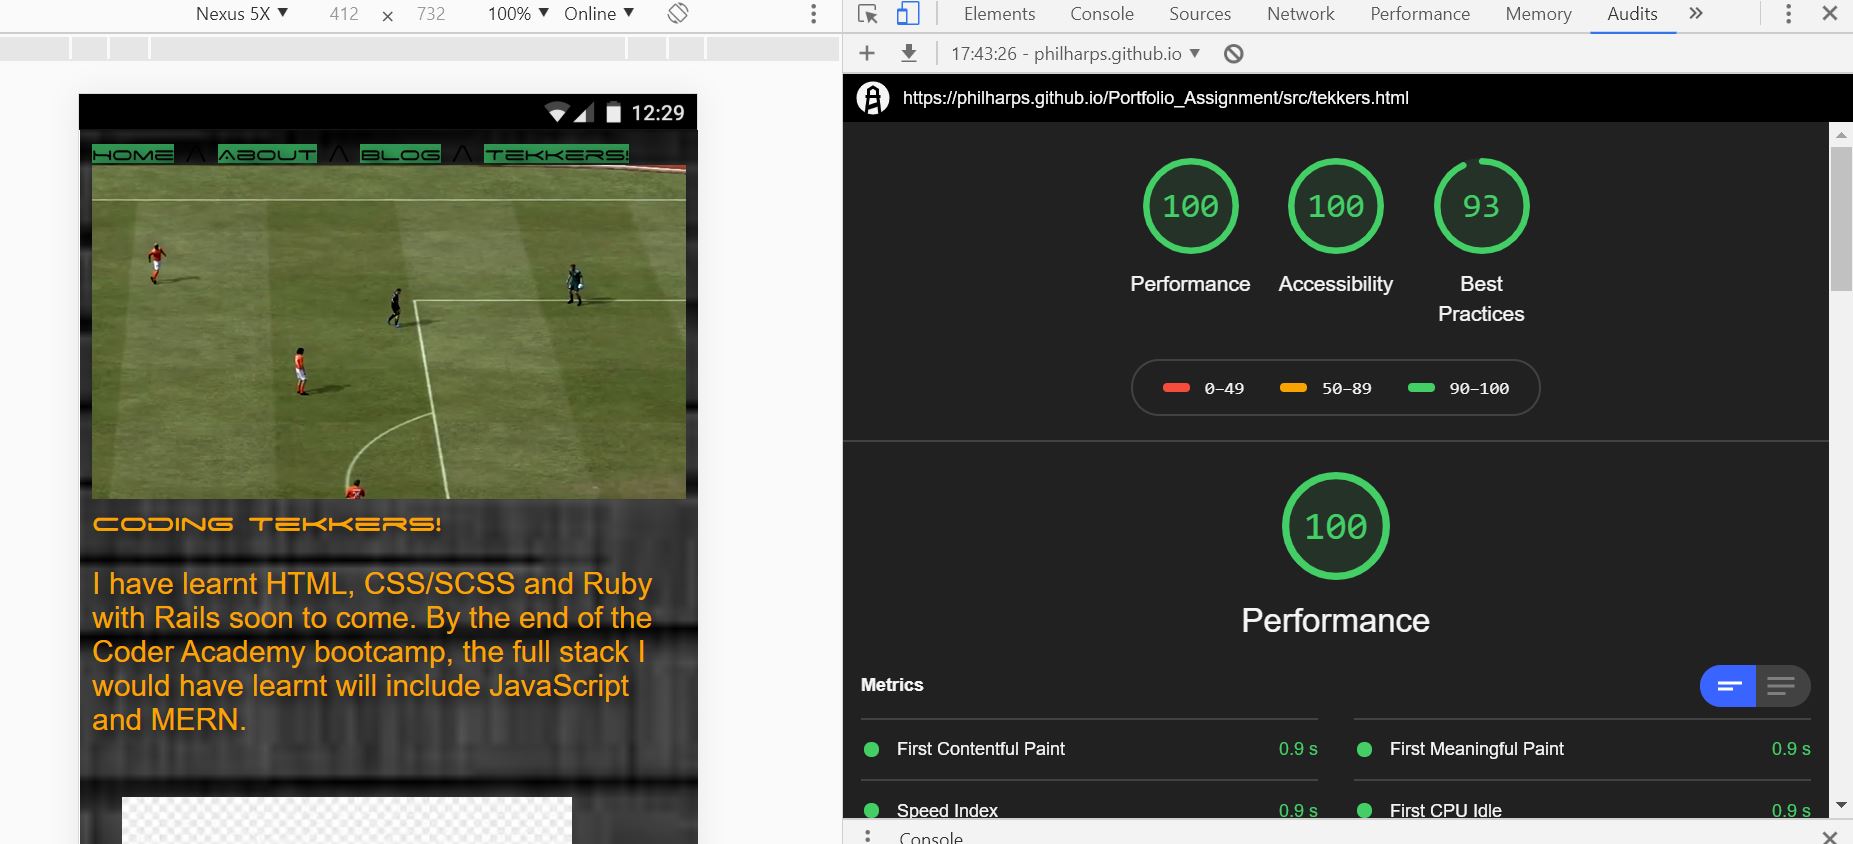 Nexus 5X ▼ 412 × 732 100% ▼ Online ▼
Elements Console Sources Network Performance Memory Audits »
17:43:26 - philharps.github.io ▼
https://philharps.github.io/Portfolio_Assignment/src/tekkers.html
12:29
HOME /\ ABOUT /\ BLOG /\ TEKKERS!
CODING TEKKERS!
I have learnt HTML, CSS/SCSS and Ruby
with Rails soon to come. By the end of the
Coder Academy bootcamp, the full stack I
would have learnt will include JavaScript
and MERN.
100 100 93
Performance Accessibility Best
Practices
0–49 50–89 90–100
100
Performance
Metrics
First Contentful Paint 0.9 s First Meaningful Paint 0.9 s
Speed Index 0.9 s First CPU Idle 0.9 s
Console